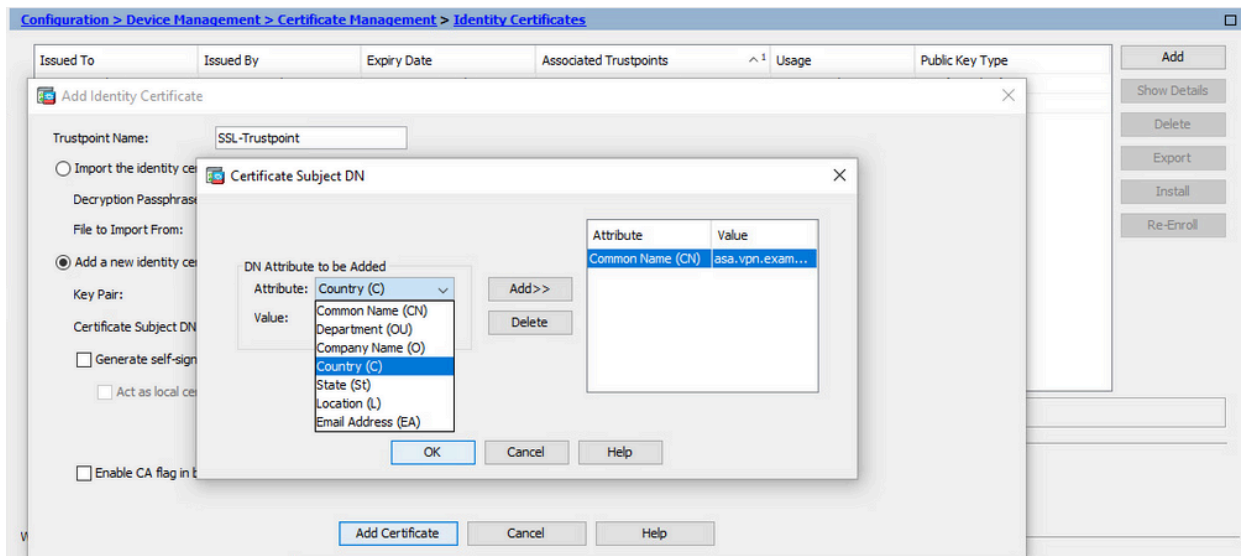 Configuration > Device Management > Certificate Management > Identity Certificates
Issued To Issued By Expiry Date Associated Trustpoints 1 Usage Public Key Type
Add
Show Details
Delete
Export
Install
Re-Enroll
Add Identity Certificate
Trustpoint Name: SSL-Trustpoint
Import the identity ce
Decryption Passphrase
File to Import From:
Add a new identity ce
Key Pair:
Certificate Subject DN
Generate self-sign
Act as local ce
Enable CA flag in b
Certificate Subject DN
DN Attribute to be Added
Attribute: Country (C)
Value:
Common Name (CN)
Department (OU)
Company Name (O)
Country (C)
State (St)
Location (L)
Email Address (EA)
Add>>
Delete
Attribute Value
Common Name (CN) asa.vpn.exam...
OK Cancel Help
Add Certificate Cancel Help